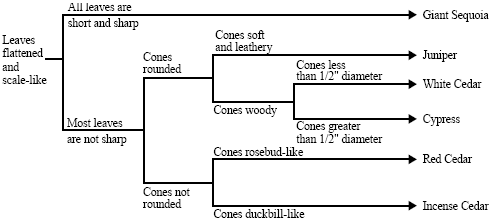 All leaves are
short and sharp
Giant Sequoia
Leaves
flattened
and
scale-like
Cones soft
and leathery
Juniper
Cones
rounded
Cones less
than 1/2" diameter
White Cedar
Cones woody
Cones greater
than 1/2" diameter
Cypress
Most leaves
are not sharp
Cones rosebud-like
Red Cedar
Cones not
rounded
Cones duckbill-like
Incense Cedar